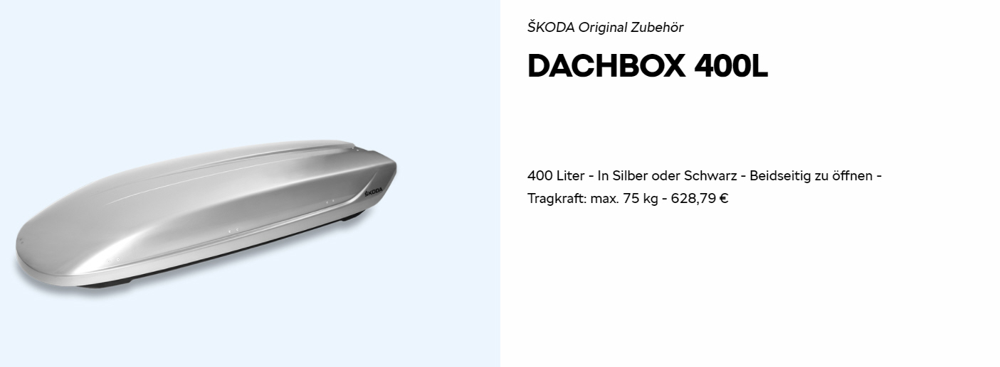 ŠKODA Original Zubehör
DACHBOX 400L
400 Liter - In Silber oder Schwarz - Beidseitig zu öffnen -
Tragkraft: max. 75 kg - 628,79 €
ŠKODA